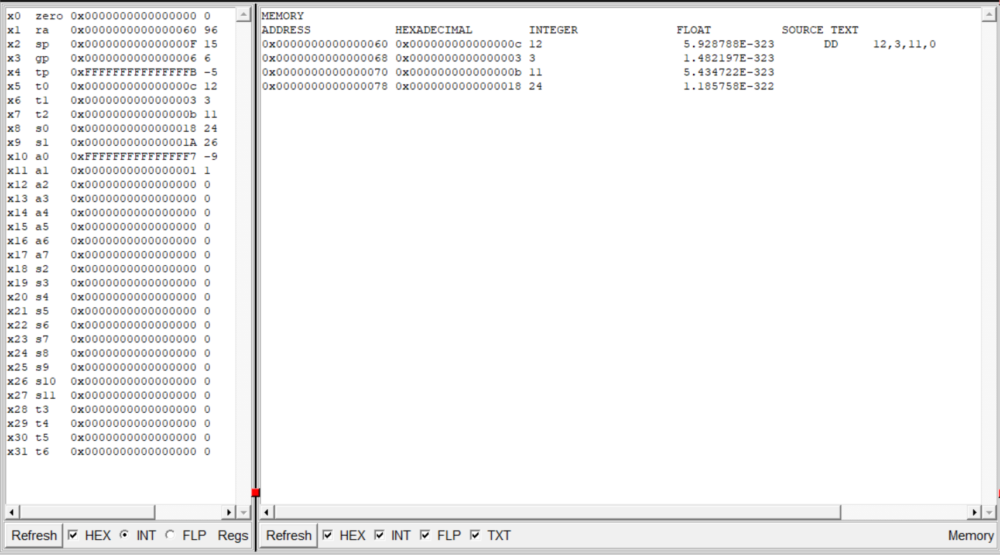 x0 zero 0x0000000000000000 0
x1 ra 0x0000000000000060 96
x2 sp 0x000000000000000F 15
x3 gp 0x0000000000000006 6
x4 tp 0xFFFFFFFFFFFFFFFB -5
x5 t0 0x000000000000000c 12
x6 t1 0x0000000000000003 3
x7 t2 0x000000000000000b 11
x8 s0 0x0000000000000018 24
x9 s1 0x000000000000001A 26
x10 a0 0xFFFFFFFFFFFFFFF7 -9
x11 a1 0x0000000000000001 1
x12 a2 0x0000000000000000 0
x13 a3 0x0000000000000000 0
x14 a4 0x0000000000000000 0
x15 a5 0x0000000000000000 0
x16 a6 0x0000000000000000 0
x17 a7 0x0000000000000000 0
x18 s2 0x0000000000000000 0
x19 s3 0x0000000000000000 0
x20 s4 0x0000000000000000 0
x21 s5 0x0000000000000000 0
x22 s6 0x0000000000000000 0
x23 s7 0x0000000000000000 0
x24 s8 0x0000000000000000 0
x25 s9 0x0000000000000000 0
x26 s10 0x0000000000000000 0
x27 s11 0x0000000000000000 0
x28 t3 0x0000000000000000 0
x29 t4 0x0000000000000000 0
x30 t5 0x0000000000000000 0
x31 t6 0x0000000000000000 0
Refresh HEX INT FLP Regs
MEMORY
ADDRESS HEXADECIMAL INTEGER FLOAT SOURCE TEXT
0x0000000000000060 0x000000000000000c 12 5.928788E-323 DD 12,3,11,0
0x0000000000000068 0x0000000000000003 3 1.482197E-323
0x0000000000000070 0x000000000000000b 11 5.434722E-323
0x0000000000000078 0x0000000000000018 24 1.185758E-322
Refresh HEX INT FLP TXT Memory